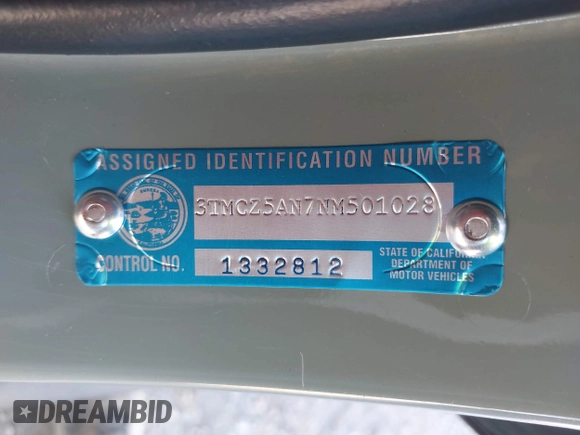 ASSIGNED IDENTIFICATION NUMBER
3TMCZ5AN7NM501028
CONTROL NO. 1332812
STATE OF CALIFORNIA
DEPARTMENT OF
MOTOR VEHICLES
DREAMBID